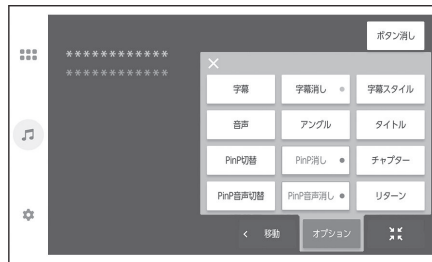 ボタン消し
***********
***********
字幕 字幕消し 字幕スタイル
音声 アングル タイトル
PinP切替 PinP消し チャプター
PinP音声切替 PinP音声消し リターン
移動 オプション